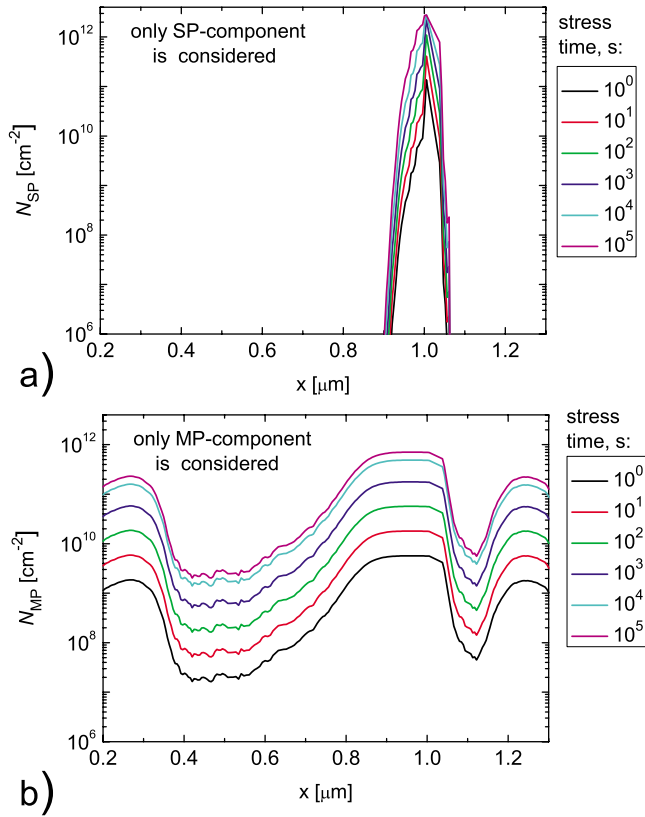 only SP-component
is considered
N_SP [cm^-2]
10^12
10^10
10^8
10^6
0.2 0.4 0.6 0.8 1.0 1.2
x [μm]
a)
stress
time, s:
10^0
10^1
10^2
10^3
10^4
10^5
only MP-component
is considered
N_MP [cm^-2]
10^12
10^10
10^8
10^6
0.2 0.4 0.6 0.8 1.0 1.2
x [μm]
b)
stress
time, s:
10^0
10^1
10^2
10^3
10^4
10^5